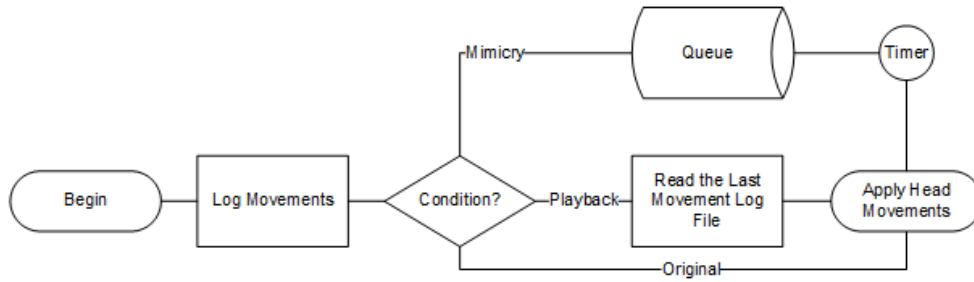 Mimicry
Queue
Timer
Begin
Log Movements
Condition?
Playback
Read the Last
Movement Log
File
Apply Head
Movements
Original